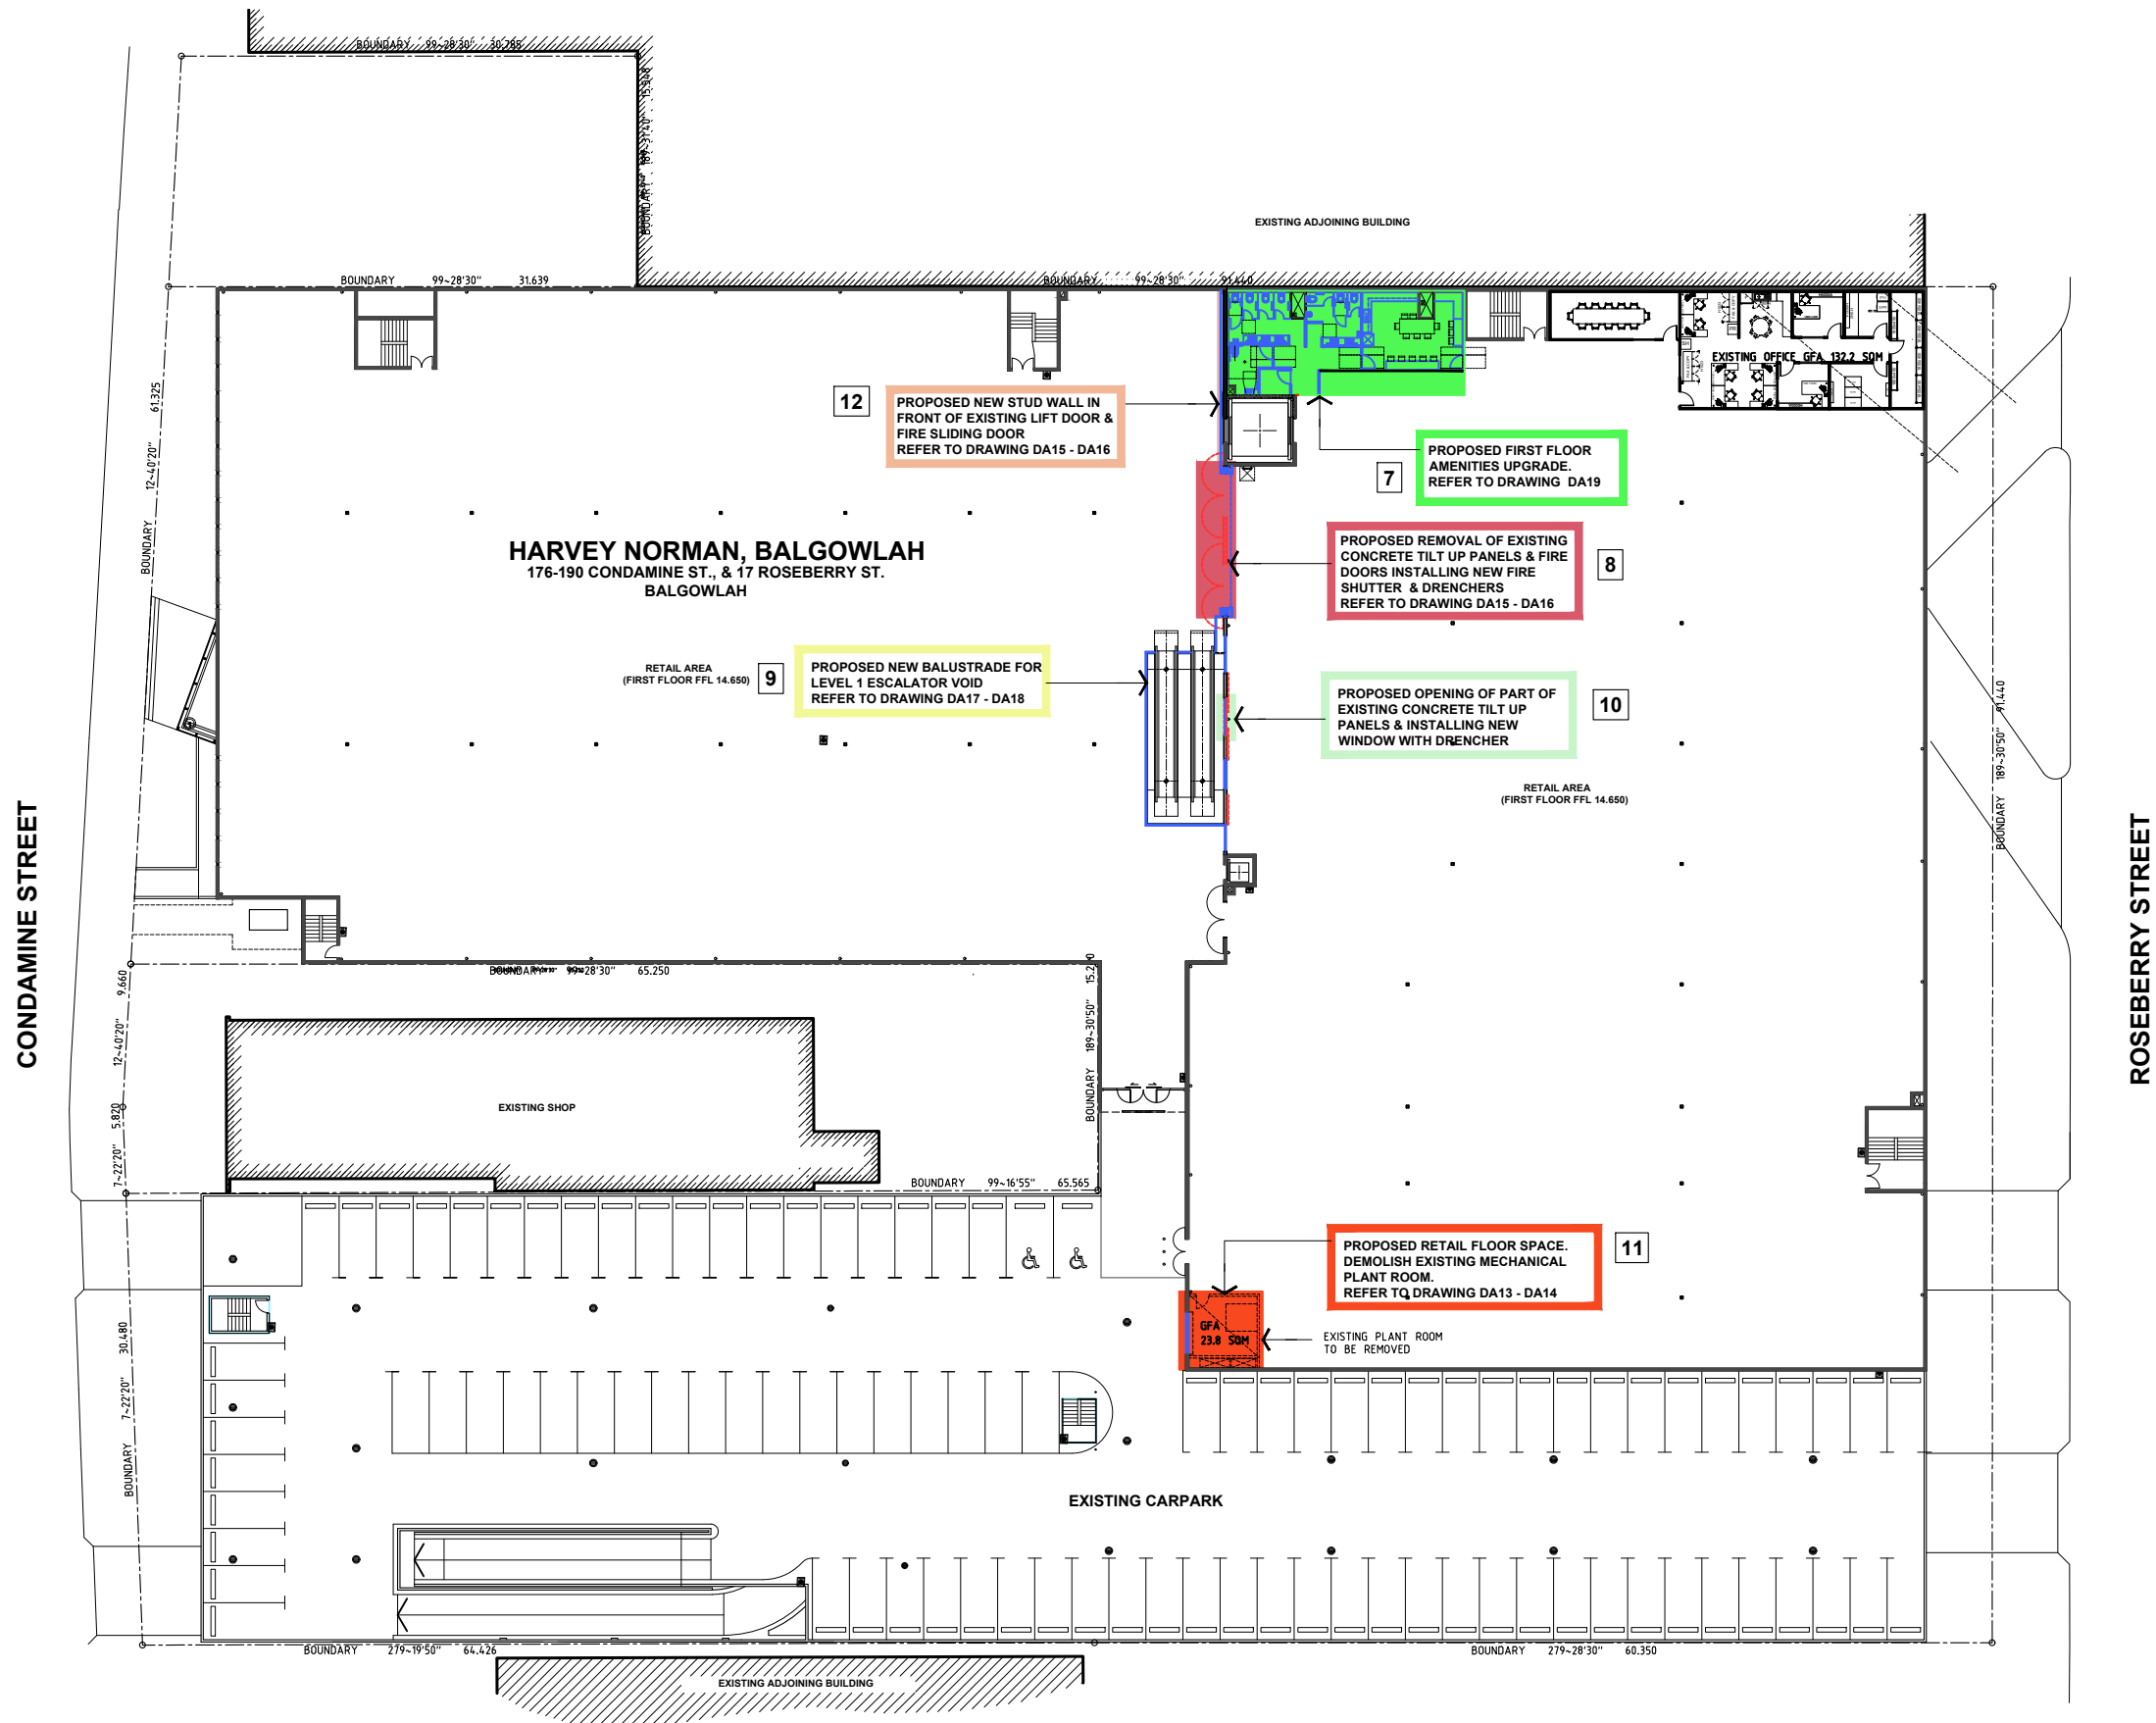 BOUNDARY 99~28'30" 30.785
BOUNDARY 189~31'40" 15.548
EXISTING ADJOINING BUILDING
BOUNDARY 99~28'30" 31.639
BOUNDARY 99~28'30" 91.440
EXISTING OFFICE GFA 132.2 SQM
12
PROPOSED NEW STUD WALL IN
FRONT OF EXISTING LIFT DOOR &
FIRE SLIDING DOOR
REFER TO DRAWING DA15 - DA16
7
PROPOSED FIRST FLOOR
AMENITIES UPGRADE.
REFER TO DRAWING DA19
BOUNDARY 12~40'20" 61.325
HARVEY NORMAN, BALGOWLAH
176-190 CONDAMINE ST., & 17 ROSEBERRY ST.
BALGOWLAH
PROPOSED REMOVAL OF EXISTING
CONCRETE TILT UP PANELS & FIRE
DOORS INSTALLING NEW FIRE
SHUTTER & DRENCHERS
REFER TO DRAWING DA15 - DA16
8
RETAIL AREA
(FIRST FLOOR FFL 14.650)
9
PROPOSED NEW BALUSTRADE FOR
LEVEL 1 ESCALATOR VOID
REFER TO DRAWING DA17 - DA18
PROPOSED OPENING OF PART OF
EXISTING CONCRETE TILT UP
PANELS & INSTALLING NEW
WINDOW WITH DRENCHER
10
RETAIL AREA
(FIRST FLOOR FFL 14.650)
BOUNDARY 189~30'50" 91.440
CONDAMINE STREET
ROSEBERRY STREET
BOUNDARY 99~28'30" 65.250
12~40'20" 9.660
BOUNDARY 189~30'50" 15.210
7~22'20" 5.820
EXISTING SHOP
BOUNDARY 99~16'55" 65.565
PROPOSED RETAIL FLOOR SPACE.
DEMOLISH EXISTING MECHANICAL
PLANT ROOM.
REFER TO DRAWING DA13 - DA14
11
GFA
23.8 SQM
EXISTING PLANT ROOM
TO BE REMOVED
BOUNDARY 7~22'20" 30.480
EXISTING CARPARK
BOUNDARY 279~19'50" 64.426
BOUNDARY 279~28'30" 60.350
EXISTING ADJOINING BUILDING